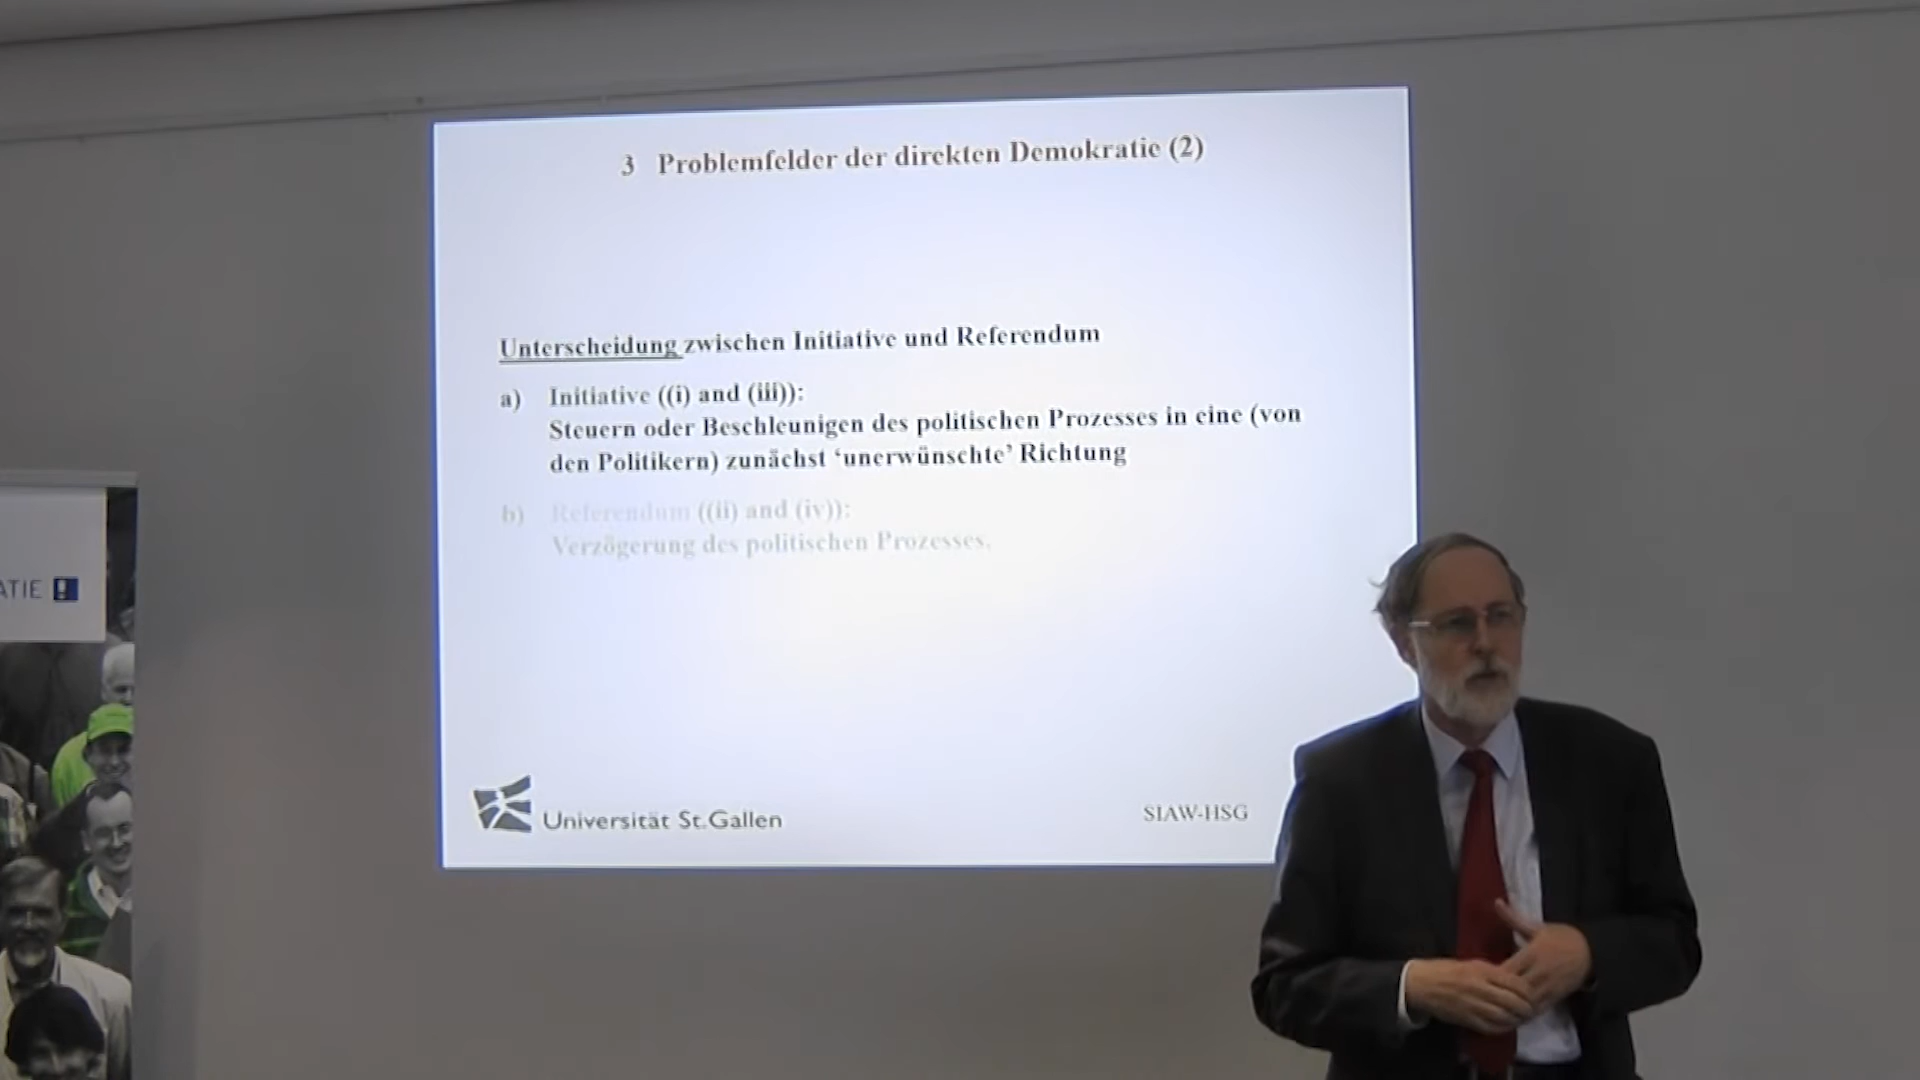 3 Problemfelder der direkten Demokratie (2)
Unterscheidung zwischen Initiative und Referendum
a) Initiative ((i) and (iii)):
Steuern oder Beschleunigen des politischen Prozesses in eine (von
den Politikern) zunächst ‘unerwünschte’ Richtung
b) Referendum ((ii) and (iv)):
Verzögerung des politischen Prozesses.
ATIE !
Universität St.Gallen
SIAW-HSG